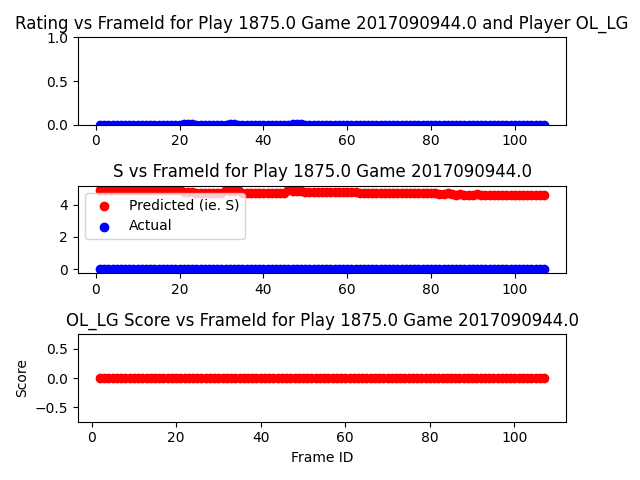 Rating vs FrameId for Play 1875.0 Game 2017090944.0 and Player OL_LG
1.0
0.5
0.0
0 20 40 60 80 100
S vs FrameId for Play 1875.0 Game 2017090944.0
4
2
0
Predicted (ie. S)
Actual
0 20 40 60 80 100
OL_LG Score vs FrameId for Play 1875.0 Game 2017090944.0
Score
0.5
0.0
−0.5
0 20 40 60 80 100
Frame ID